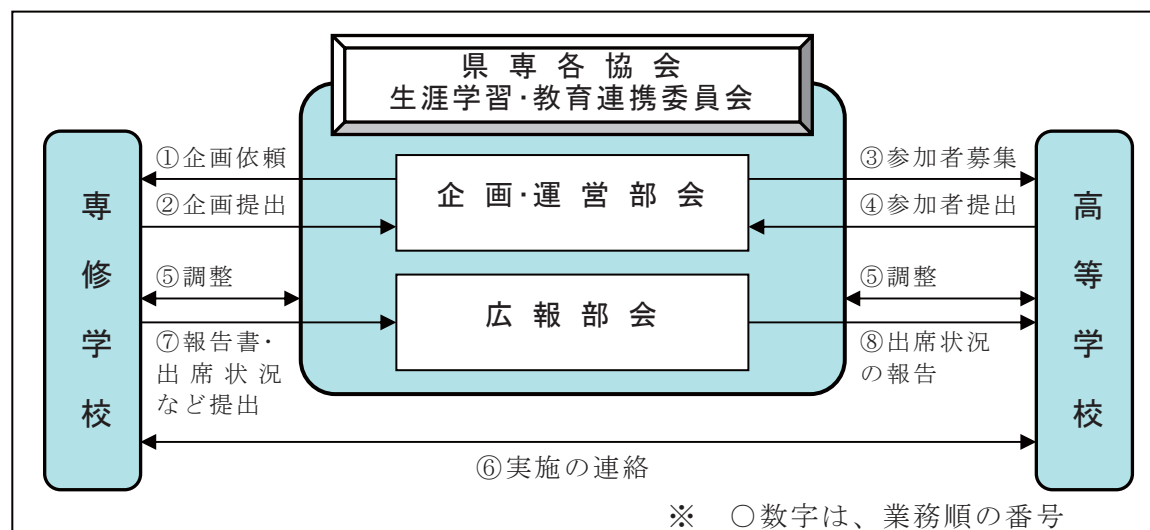 県専各協会
生涯学習・教育連携委員会
専修学校
高等学校
①企画依頼
②企画提出
企画・運営部会
③参加者募集
④参加者提出
⑤調整
広報部会
⑤調整
⑦報告書・
出席状況
など提出
⑧出席状況
の報告
⑥実施の連絡
※　○数字は、業務順の番号